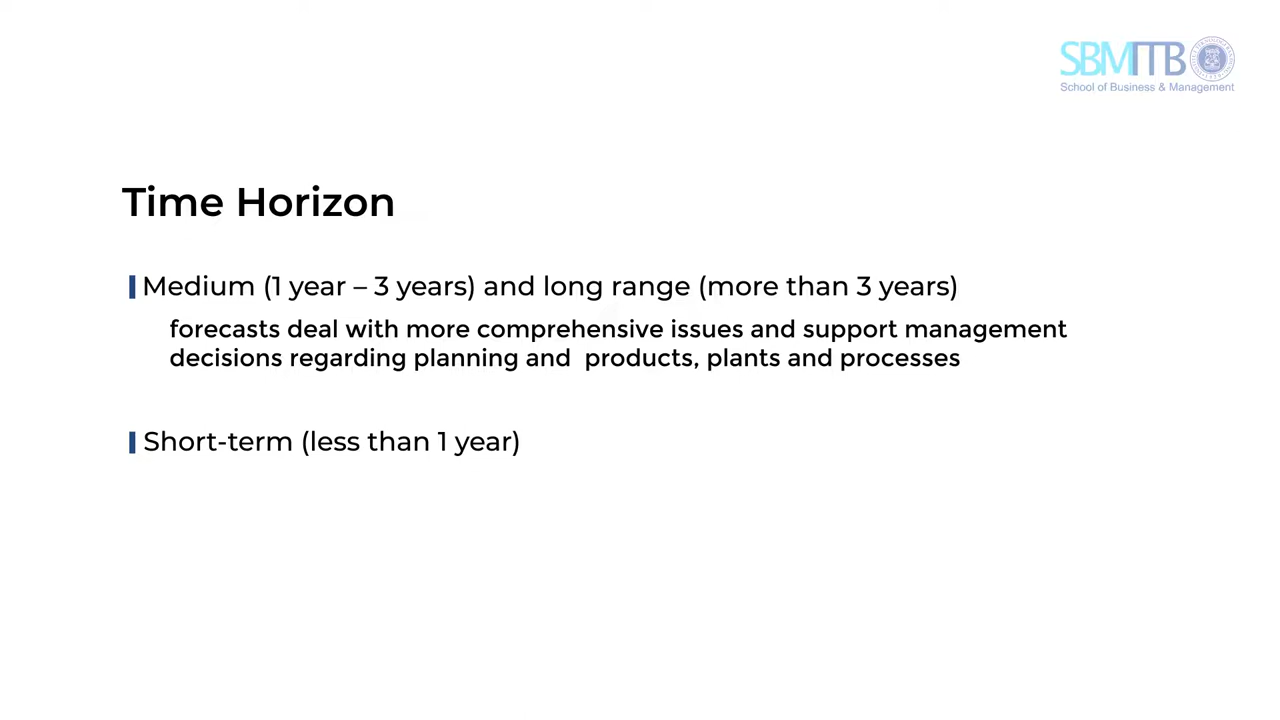 SBMITB
School of Business & Management
Time Horizon
Medium (1 year – 3 years) and long range (more than 3 years)
forecasts deal with more comprehensive issues and support management
decisions regarding planning and products, plants and processes
Short-term (less than 1 year)